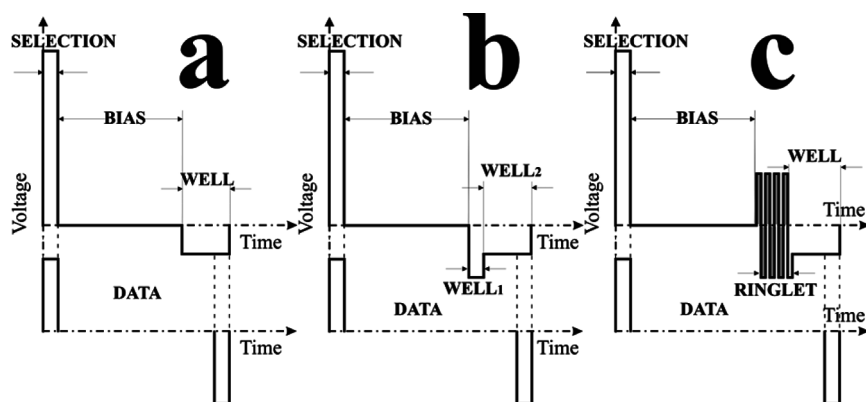 a
SELECTION
BIAS
WELL
Voltage
Time
DATA
Time
b
SELECTION
BIAS
WELL2
Voltage
Time
WELL1
DATA
Time
c
SELECTION
BIAS
WELL
Voltage
Time
RINGLET
DATA
Time